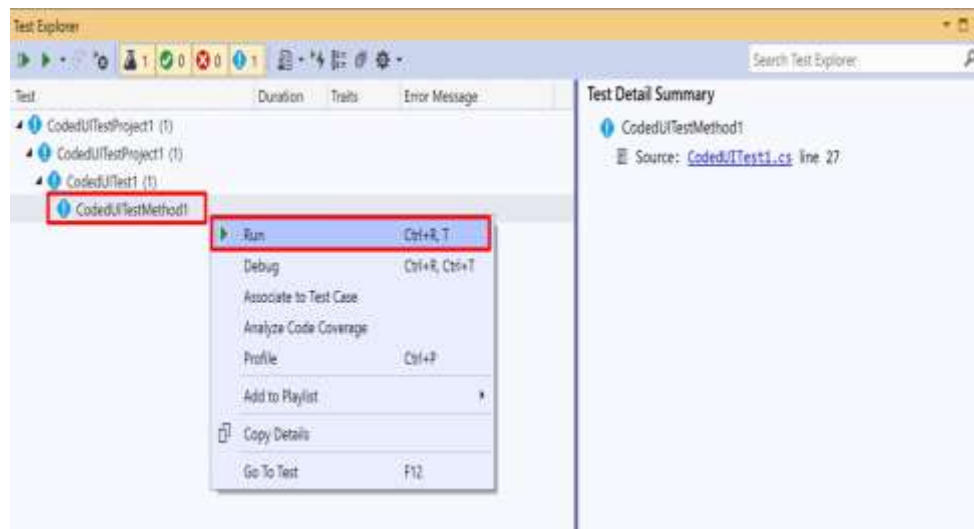 Test Explorer
1 0 0 1
Search Test Explorer
Test Duration Traits Error Message
CodedUITestProject1 (1)
CodedUITestProject1 (1)
CodedUITest1 (1)
CodedUITestMethod1
Run Ctrl+R, T
Debug Ctrl+R, Ctrl+T
Associate to Test Case
Analyze Code Coverage
Profile Ctrl+P
Add to Playlist
Copy Details
Go To Test F12
Test Detail Summary
CodedUITestMethod1
Source: CodedUITest1.cs line 27